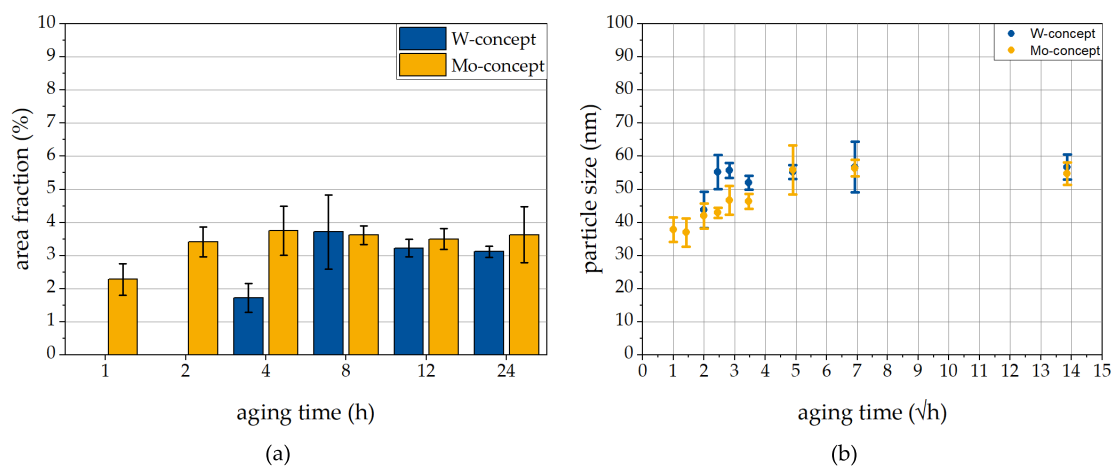 10
9
8
7
6
5
4
3
2
1
0
area fraction (%)
W-concept
Mo-concept
1 2 4 8 12 24
aging time (h)
(a)
100
90
80
70
60
50
40
30
20
10
0
particle size (nm)
W-concept
Mo-concept
0 1 2 3 4 5 6 7 8 9 10 11 12 13 14 15
aging time (√h)
(b)